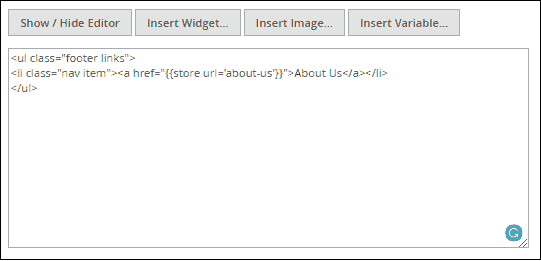 Show / Hide Editor Insert Widget... Insert Image... Insert Variable...
<ul class="footer links">
<li class="nav item"><a href="{{store url='about-us'}}">About Us</a></li>
</ul>